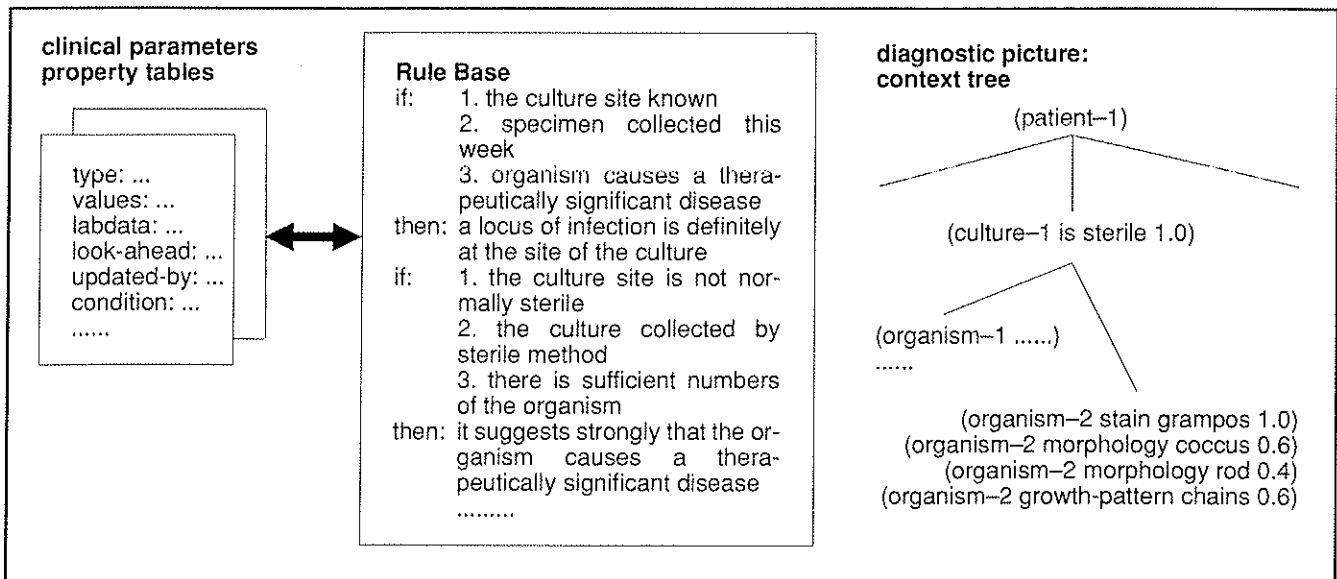 clinical parameters
property tables
type: ...
values: ...
labdata: ...
look-ahead: ...
updated-by: ...
condition: ...
......
Rule Base
if: 1. the culture site known
2. specimen collected this
week
3. organism causes a thera-
peutically significant disease
then: a locus of infection is definitely
at the site of the culture
if: 1. the culture site is not nor-
mally sterile
2. the culture collected by
sterile method
3. there is sufficient numbers
of the organism
then: it suggests strongly that the or-
ganism causes a thera-
peutically significant disease
.........
diagnostic picture:
context tree
(patient–1)
(culture–1 is sterile 1.0)
(organism–1 ......)
......
(organism–2 stain grampos 1.0)
(organism–2 morphology coccus 0.6)
(organism–2 morphology rod 0.4)
(organism–2 growth-pattern chains 0.6)